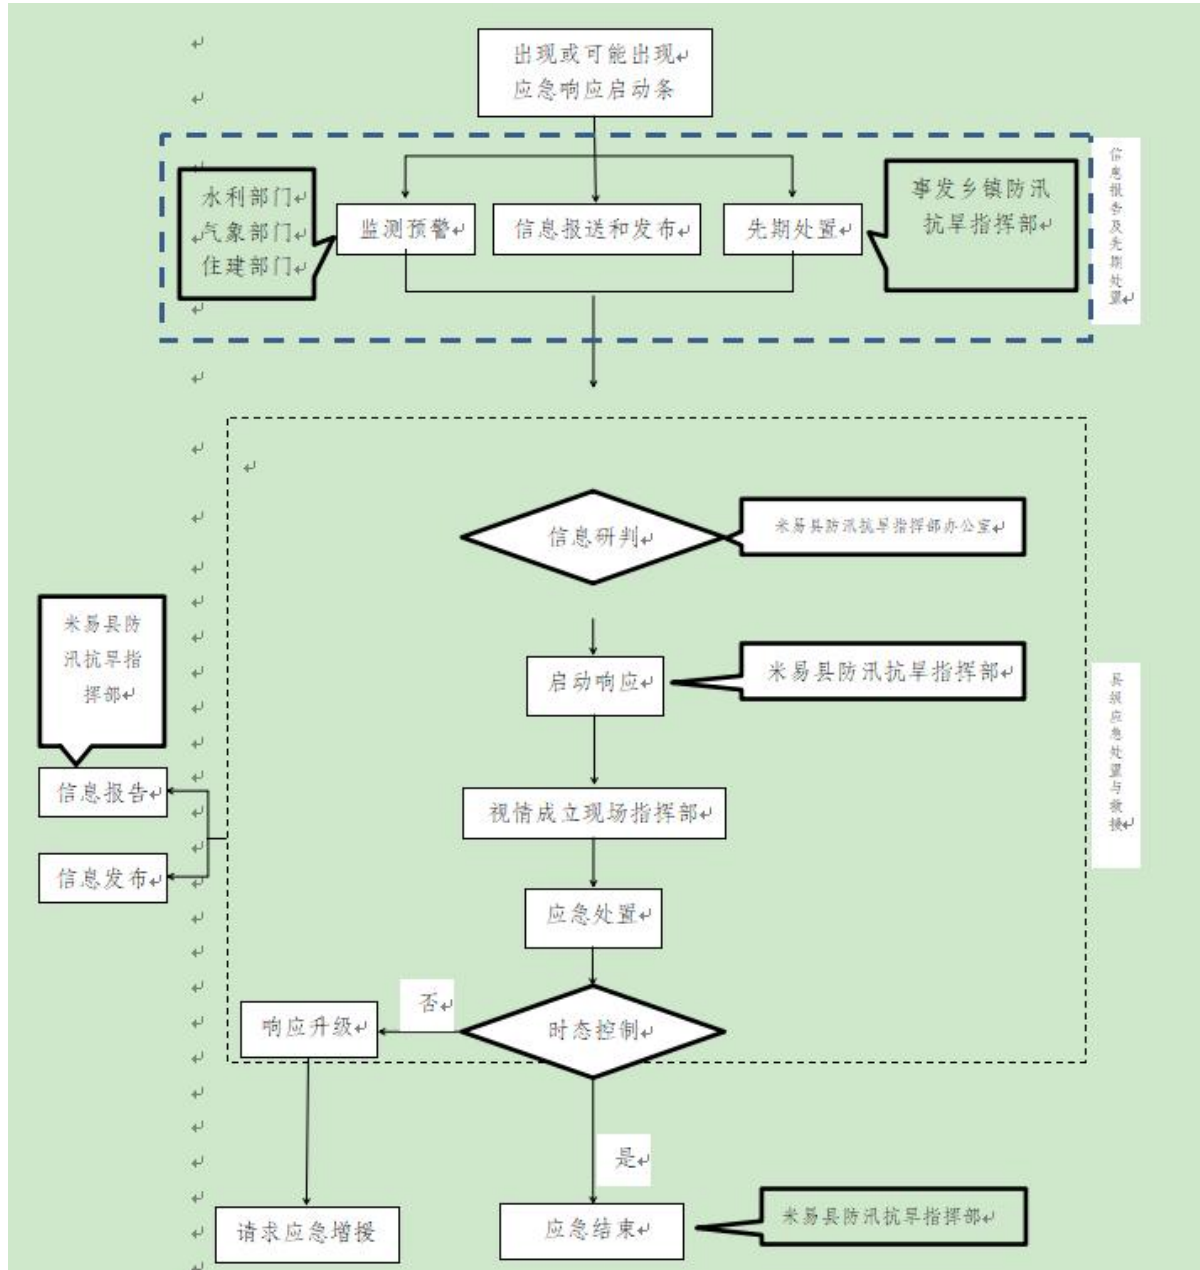 出现或可能出现
应急响应启动条
水利部门
气象部门
住建部门
监测预警
信息报送和发布
先期处置
事发乡镇防汛
抗旱指挥部
信息报告及先期处置
信息研判
米易县防汛抗旱指挥部办公室
米易县防
汛抗旱指
挥部
启动响应
米易县防汛抗旱指挥部
县级应急处置与救援
信息报告
视情成立现场指挥部
信息发布
应急处置
否
响应升级
时态控制
是
请求应急增援
应急结束
米易县防汛抗旱指挥部